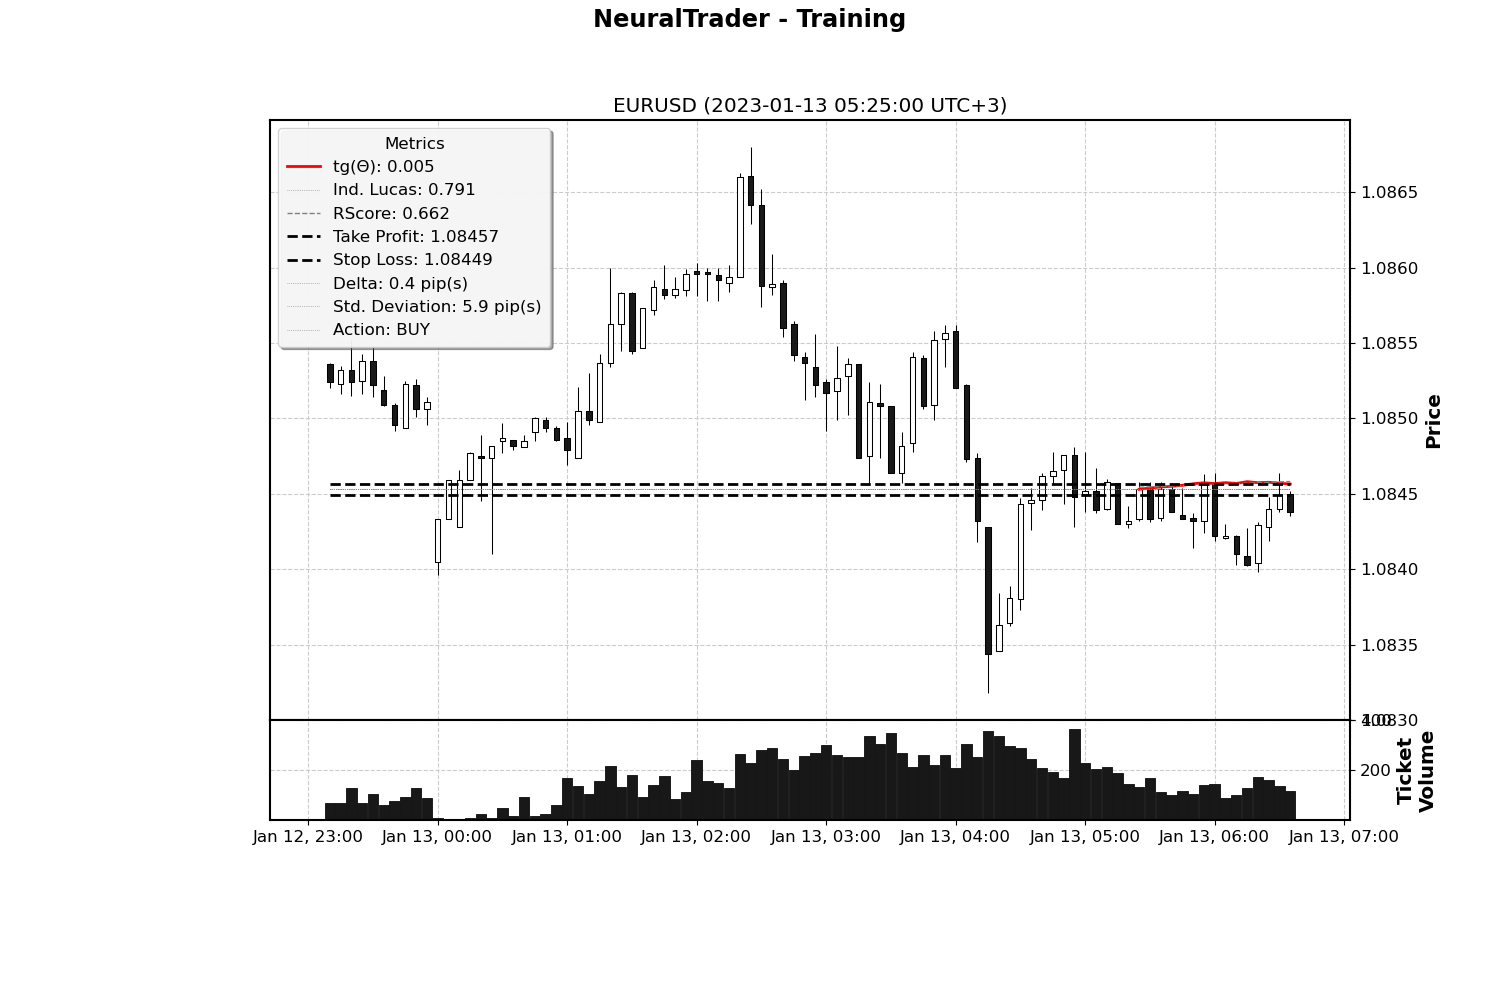 NeuralTrader - Training
EURUSD (2023-01-13 05:25:00 UTC+3)
Metrics
tg(Θ): 0.005
Ind. Lucas: 0.791
RScore: 0.662
Take Profit: 1.08457
Stop Loss: 1.08449
Delta: 0.4 pip(s)
Std. Deviation: 5.9 pip(s)
Action: BUY
1.0865
1.0860
1.0855
1.0850
1.0845
1.0840
1.0835
1.0830
Price
400
200
Ticket
Volume
Jan 12, 23:00 Jan 13, 00:00 Jan 13, 01:00 Jan 13, 02:00 Jan 13, 03:00 Jan 13, 04:00 Jan 13, 05:00 Jan 13, 06:00 Jan 13, 07:00